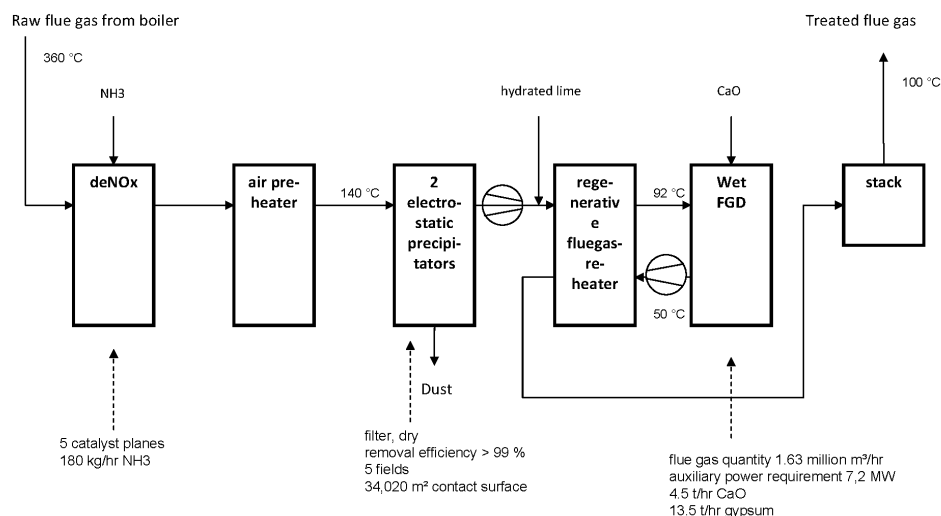 Raw flue gas from boiler
Treated flue gas
360 °C
100 °C
NH3
hydrated lime
CaO
deNOx
air pre-
heater
140 °C
2
electro-
static
precipi-
tators
rege-
nerativ
e
fluegas-
re-
heater
92 °C
Wet
FGD
stack
50 °C
Dust
5 catalyst planes
180 kg/hr NH3
filter, dry
removal efficiency > 99 %
5 fields
34,020 m² contact surface
flue gas quantity 1.63 million m³/hr
auxiliary power requirement 7,2 MW
4.5 t/hr CaO
13.5 t/hr gypsum